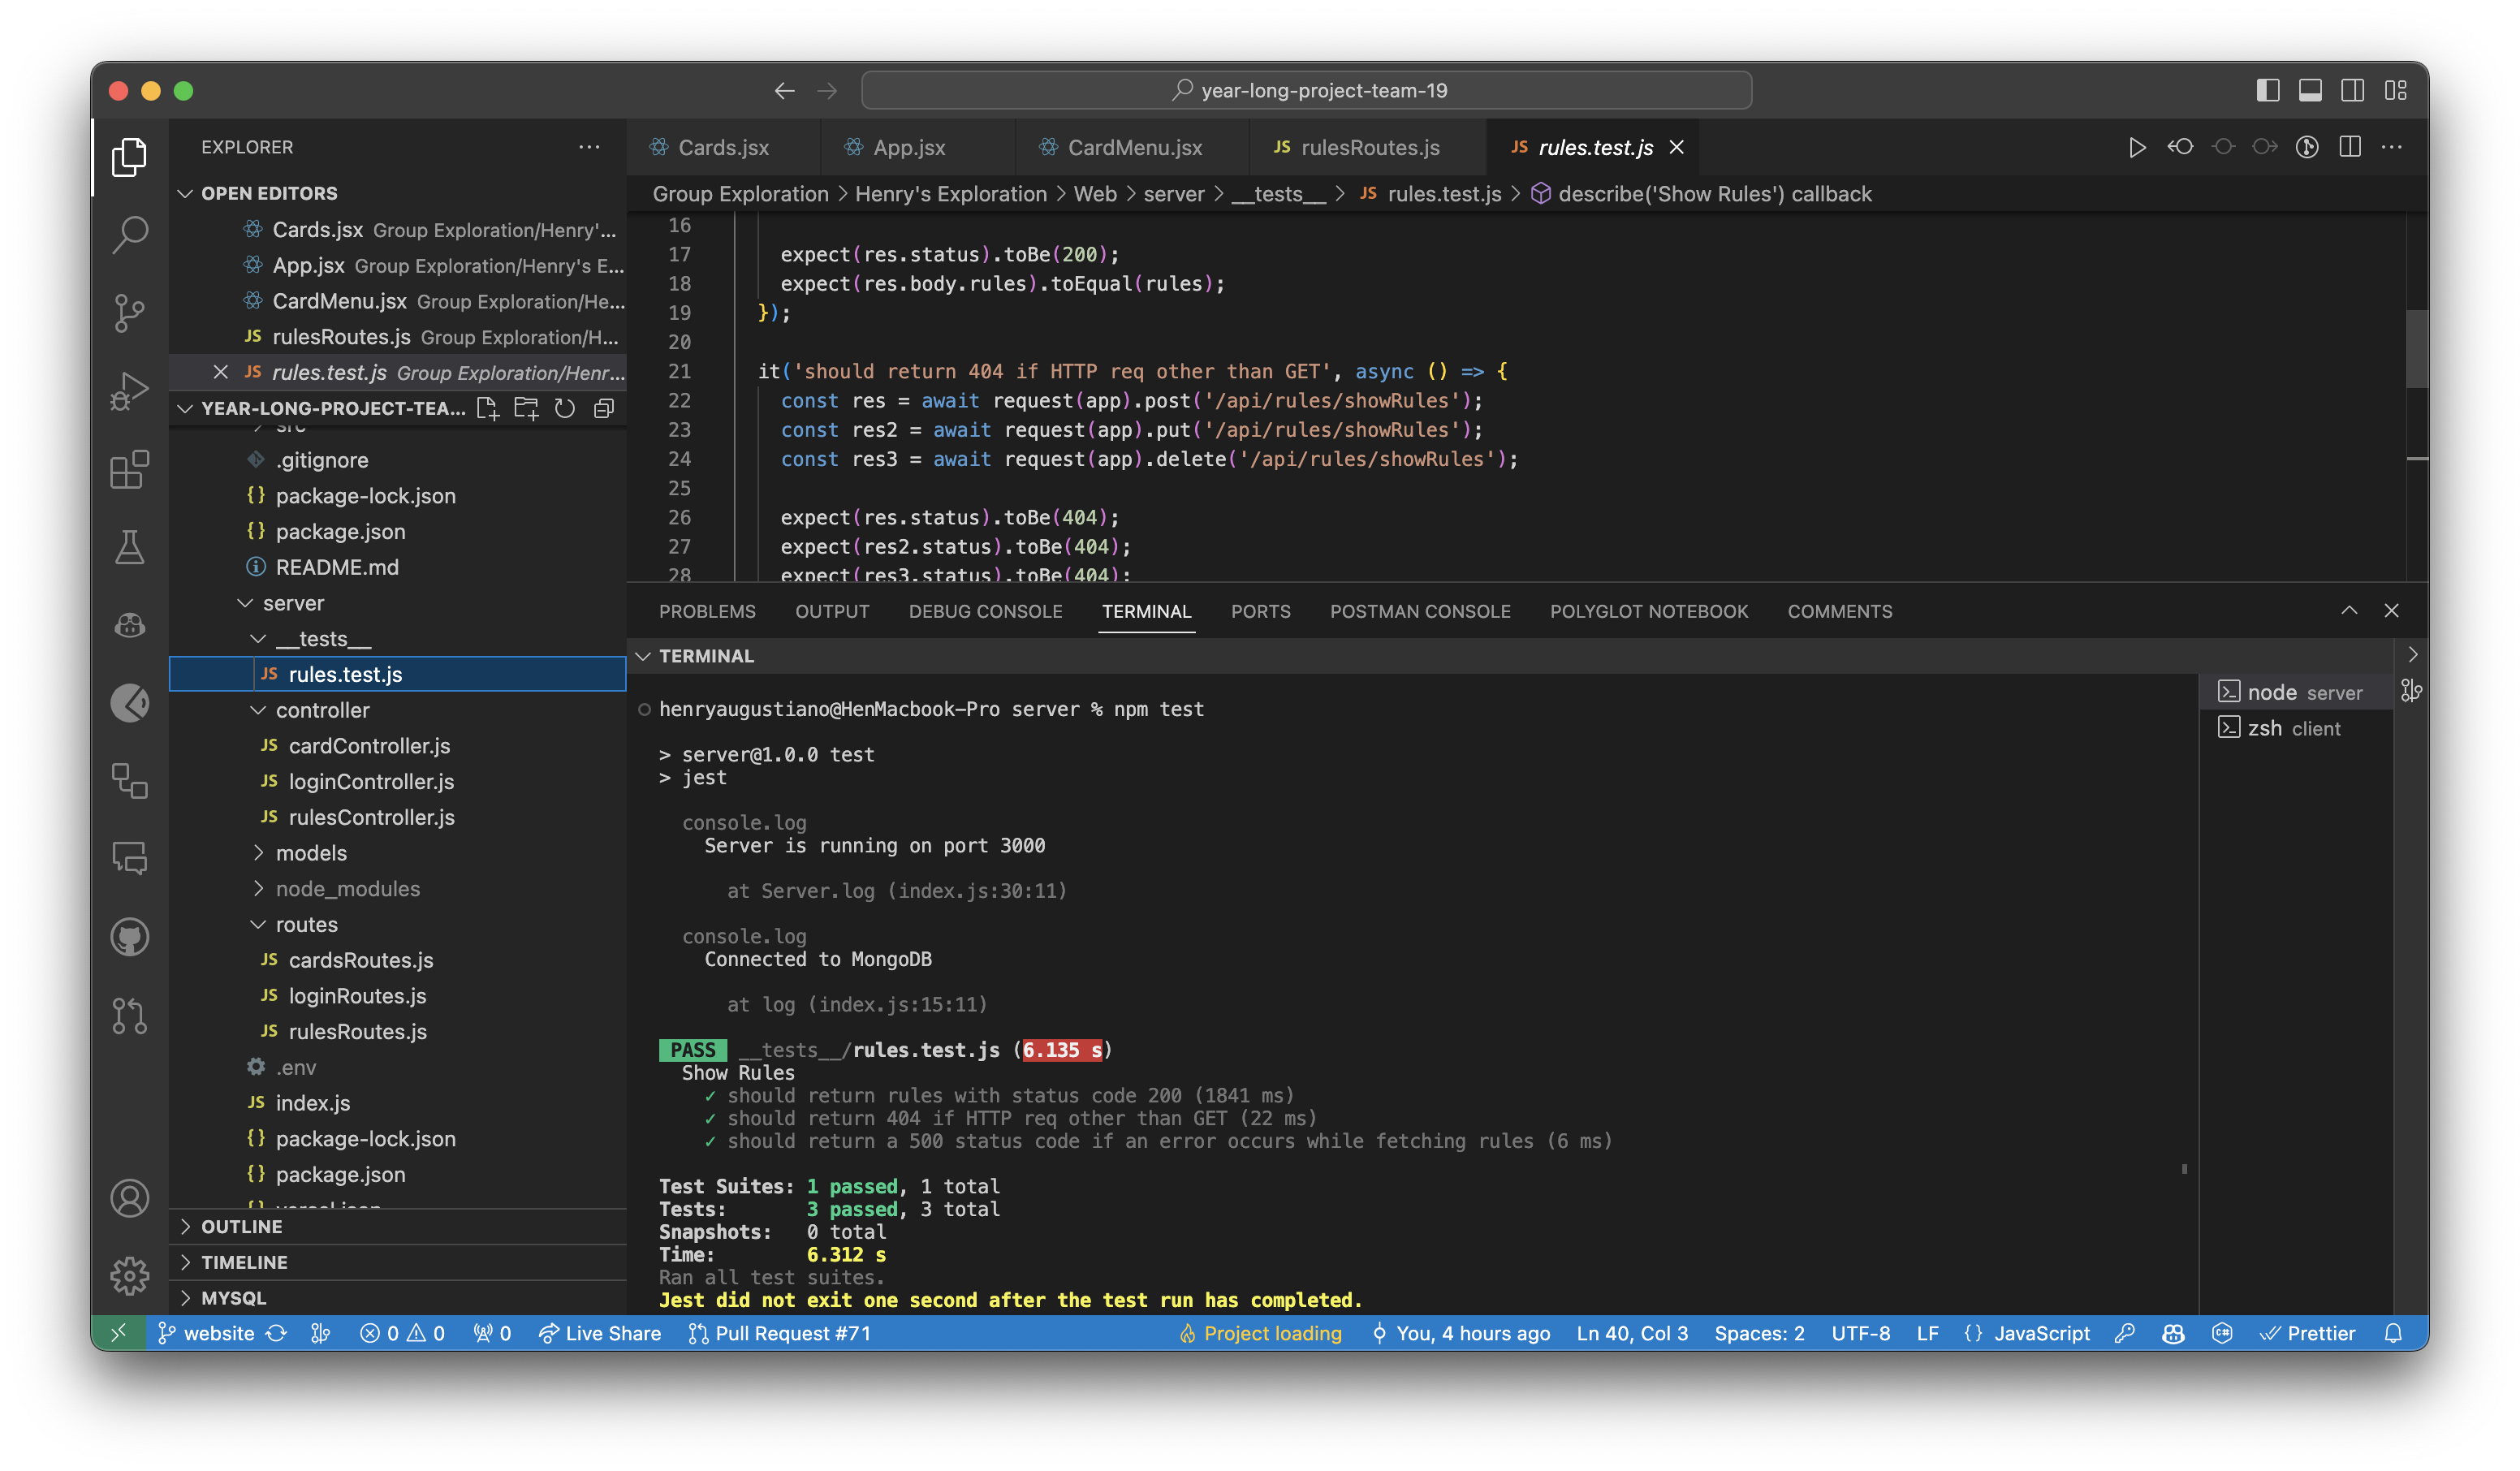 year-long-project-team-19
EXPLORER
Cards.jsx
App.jsx
CardMenu.jsx
JS rulesRoutes.js
JS rules.test.js
Group Exploration > Henry's Exploration > Web > server > __tests__ > JS rules.test.js > describe('Show Rules') callback
OPEN EDITORS
Cards.jsx Group Exploration/Henry'...
App.jsx Group Exploration/Henry's E...
CardMenu.jsx Group Exploration/He...
JS rulesRoutes.js Group Exploration/H...
JS rules.test.js Group Exploration/Henr...
YEAR-LONG-PROJECT-TEA...
src
.gitignore
{} package-lock.json
{} package.json
README.md
server
__tests__
JS rules.test.js
controller
JS cardController.js
JS loginController.js
JS rulesController.js
models
node_modules
routes
JS cardsRoutes.js
JS loginRoutes.js
JS rulesRoutes.js
.env
JS index.js
{} package-lock.json
{} package.json
{} vercel.json
OUTLINE
TIMELINE
MYSQL
16
17 expect(res.status).toBe(200);
18 expect(res.body.rules).toEqual(rules);
19 });
20
21 it('should return 404 if HTTP req other than GET', async () => {
22 const res = await request(app).post('/api/rules/showRules');
23 const res2 = await request(app).put('/api/rules/showRules');
24 const res3 = await request(app).delete('/api/rules/showRules');
25
26 expect(res.status).toBe(404);
27 expect(res2.status).toBe(404);
28 expect(res3.status).toBe(404);
PROBLEMS OUTPUT DEBUG CONSOLE TERMINAL PORTS POSTMAN CONSOLE POLYGLOT NOTEBOOK COMMENTS
TERMINAL
henryaugustiano@HenMacbook-Pro server % npm test
> server@1.0.0 test
> jest
console.log
Server is running on port 3000
at Server.log (index.js:30:11)
console.log
Connected to MongoDB
at log (index.js:15:11)
PASS __tests__/rules.test.js (6.135 s)
Show Rules
✓ should return rules with status code 200 (1841 ms)
✓ should return 404 if HTTP req other than GET (22 ms)
✓ should return a 500 status code if an error occurs while fetching rules (6 ms)
Test Suites: 1 passed, 1 total
Tests: 3 passed, 3 total
Snapshots: 0 total
Time: 6.312 s
Ran all test suites.
Jest did not exit one second after the test run has completed.
node server
zsh client
website
0 0
0
Live Share
Pull Request #71
Project loading
You, 4 hours ago
Ln 40, Col 3
Spaces: 2
UTF-8
LF
{} JavaScript
C#
Prettier